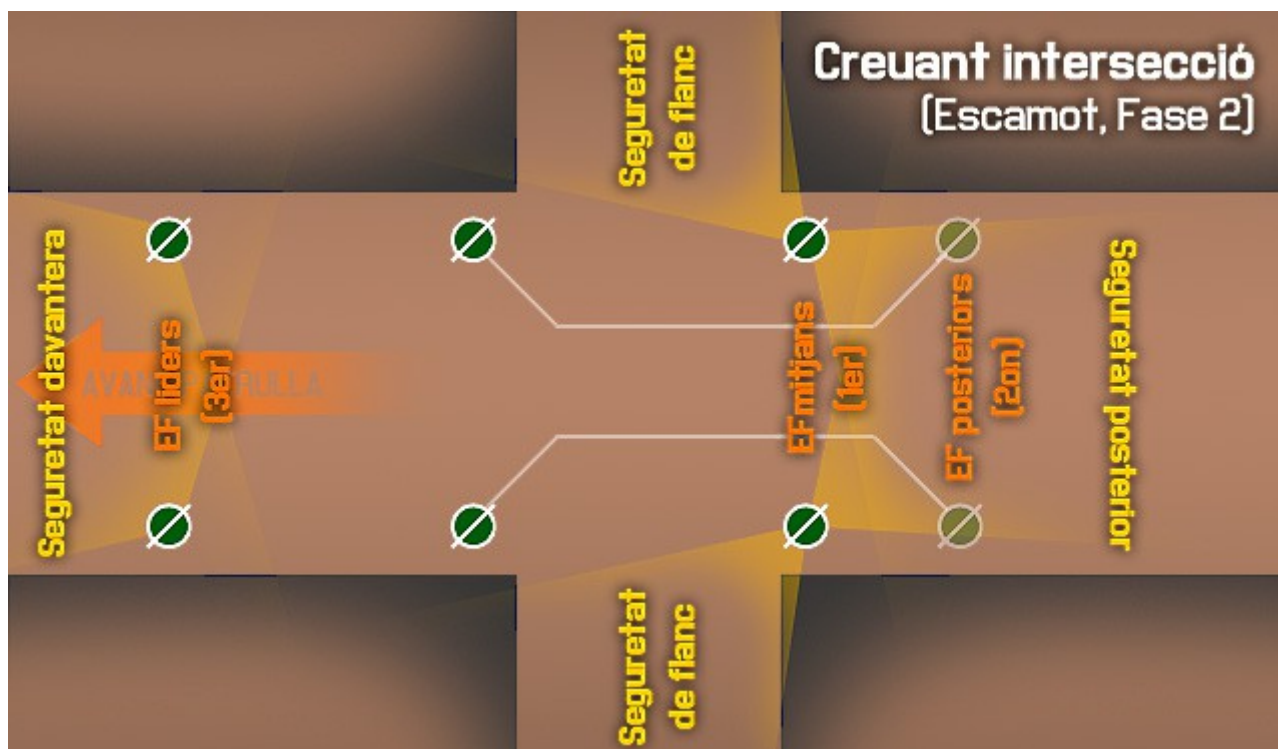 Creuant intersecció
(Escamot, Fase 2)
Seguretat
de flanc
Seguretat davantera
EF liders
(3er)
EF mitjans
(1er)
EF posteriors
(2on)
Seguretat posterior
Seguretat
de flanc